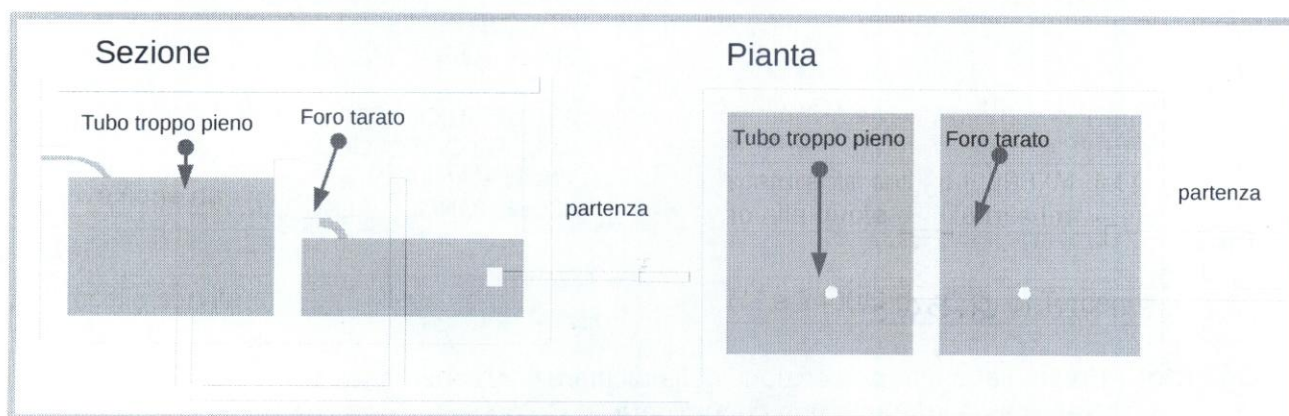 Sezione
Pianta
Tubo troppo pieno
Foro tarato
partenza
Tubo troppo pieno
Foro tarato
partenza